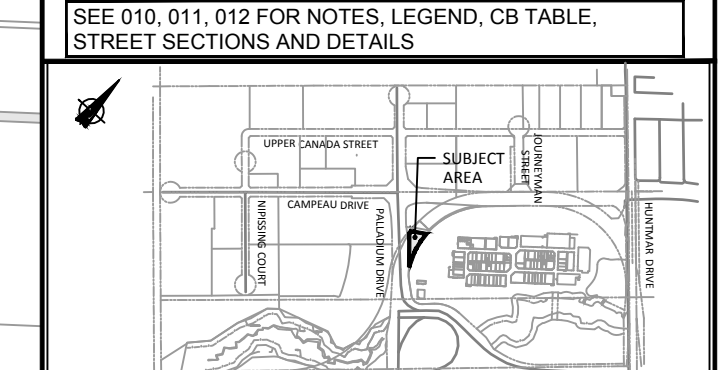 SEE 010, 011, 012 FOR NOTES, LEGEND, CB TABLE,
STREET SECTIONS AND DETAILS
UPPER CANADA STREET
SUBJECT
AREA
JOURNEYMAN
STREET
CAMPEAU DRIVE
NIPISSING COURT
PALLADIUM DRIVE
HUNTMAR DRIVE